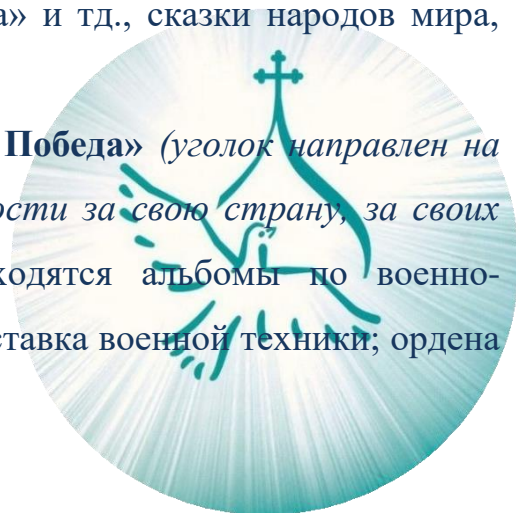 а» и тд., сказки народов мира,
Победа» (уголок направлен на
ости за свою страну, за своих
ходятся альбомы по военно-
ставка военной техники; ордена